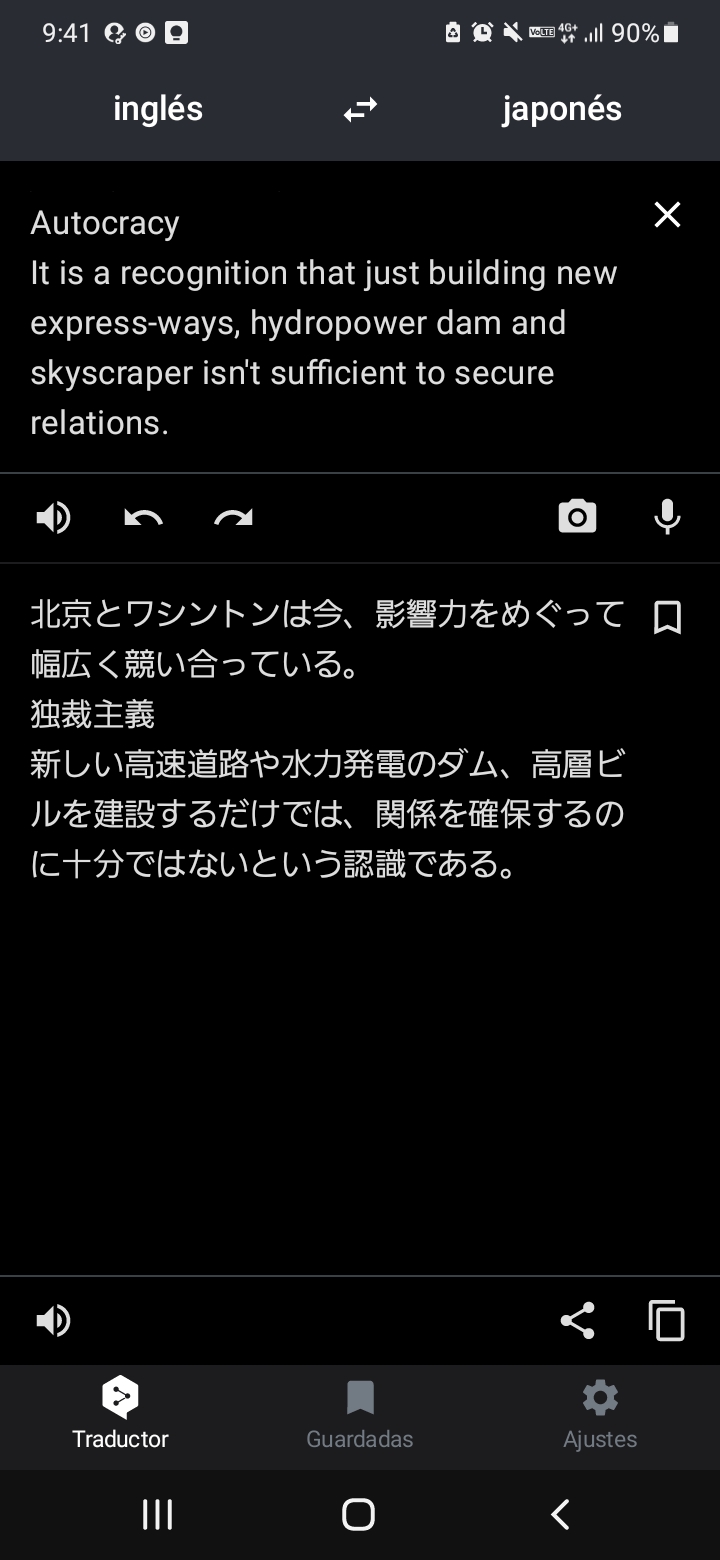 9:41
VoLTE 4G+ 90%
inglés japonés
Autocracy
It is a recognition that just building new
express-ways, hydropower dam and
skyscraper isn't sufficient to secure
relations.
北京とワシントンは今、影響力をめぐって
幅広く競い合っている。
独裁主義
新しい高速道路や水力発電のダム、高層ビ
ルを建設するだけでは、関係を確保するの
に十分ではないという認識である。
Traductor Guardadas Ajustes